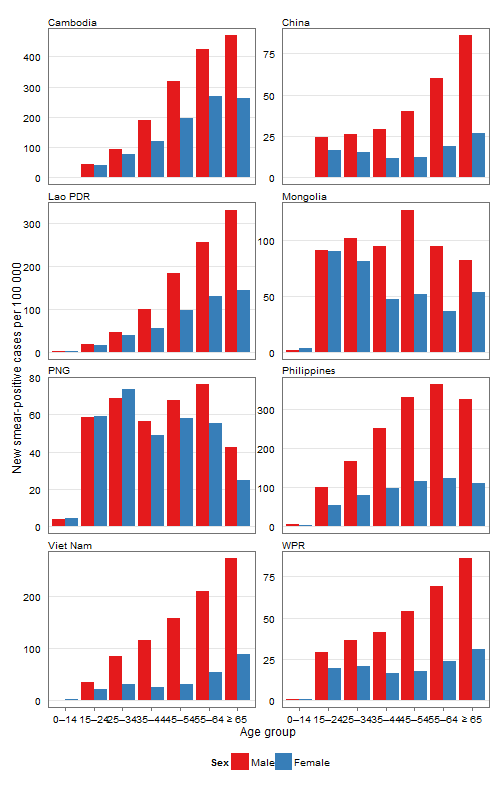 Cambodia
China
400
300
200
100
0
75
50
25
0
Lao PDR
Mongolia
300
200
100
0
100
50
0
PNG
Philippines
80
60
40
20
0
300
200
100
0
Viet Nam
WPR
200
100
0
75
50
25
0
New smear-positive cases per 100 000
0–14 15–24 25–34 35–44 45–54 55–64 ≥ 65
0–14 15–24 25–34 35–44 45–54 55–64 ≥ 65
Age group
Sex Male Female